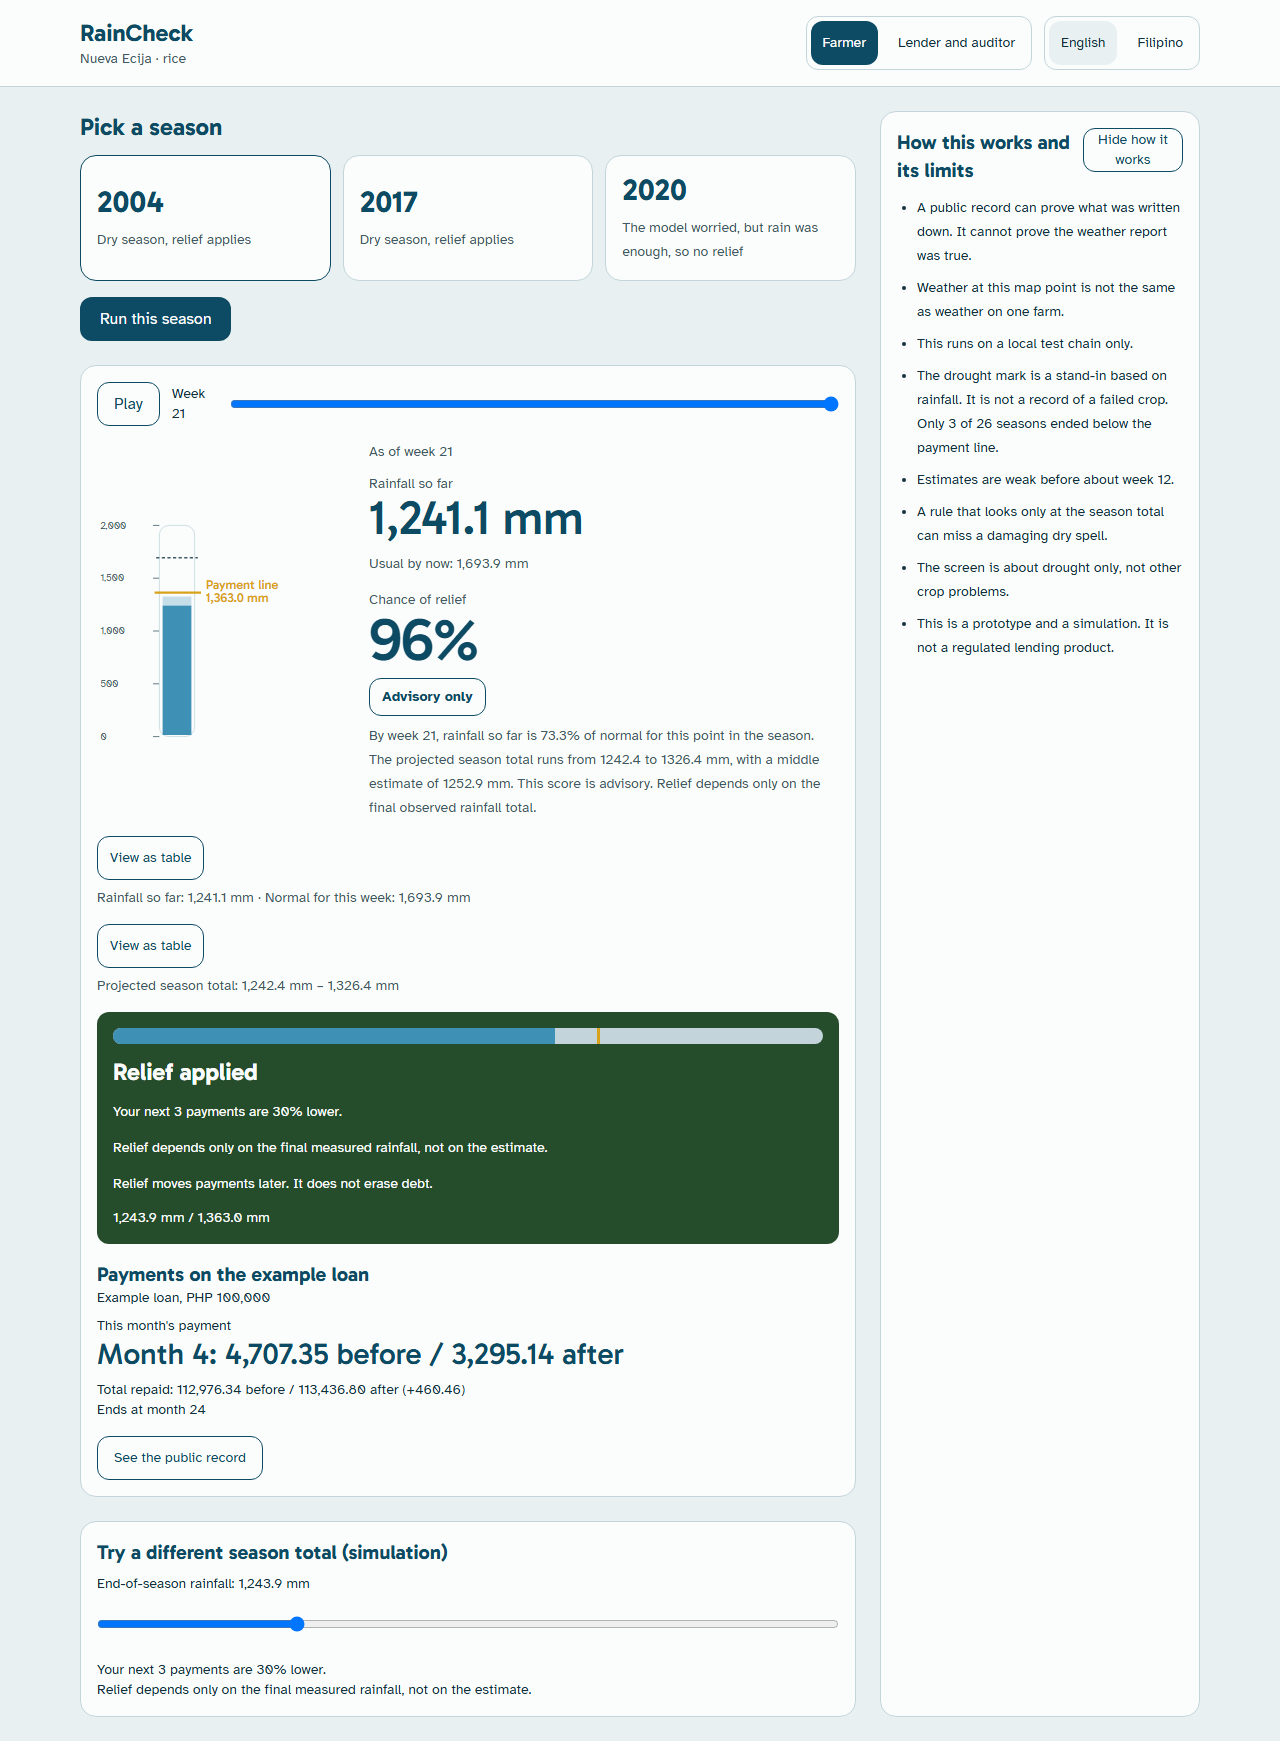 RainCheck
Nueva Ecija · rice
Farmer
Lender and auditor
English
Filipino
Pick a season
2004
Dry season, relief applies
2017
Dry season, relief applies
2020
The model worried, but rain was
enough, so no relief
Run this season
Play
Week
21
As of week 21
Rainfall so far
1,241.1 mm
Usual by now: 1,693.9 mm
Chance of relief
96%
Advisory only
By week 21, rainfall so far is 73.3% of normal for this point in the season.
The projected season total runs from 1242.4 to 1326.4 mm, with a middle
estimate of 1252.9 mm. This score is advisory. Relief depends only on the
final observed rainfall total.
2,000
1,500
1,000
500
0
Payment line
1,363.0 mm
View as table
Rainfall so far: 1,241.1 mm · Normal for this week: 1,693.9 mm
View as table
Projected season total: 1,242.4 mm – 1,326.4 mm
Relief applied
Your next 3 payments are 30% lower.
Relief depends only on the final measured rainfall, not on the estimate.
Relief moves payments later. It does not erase debt.
1,243.9 mm / 1,363.0 mm
Payments on the example loan
Example loan, PHP 100,000
This month's payment
Month 4: 4,707.35 before / 3,295.14 after
Total repaid: 112,976.34 before / 113,436.80 after (+460.46)
Ends at month 24
See the public record
Try a different season total (simulation)
End-of-season rainfall: 1,243.9 mm
Your next 3 payments are 30% lower.
Relief depends only on the final measured rainfall, not on the estimate.
How this works and
its limits
Hide how it
works
▪ A public record can prove what was written
down. It cannot prove the weather report
was true.
▪ Weather at this map point is not the same
as weather on one farm.
▪ This runs on a local test chain only.
▪ The drought mark is a stand-in based on
rainfall. It is not a record of a failed crop.
Only 3 of 26 seasons ended below the
payment line.
▪ Estimates are weak before about week 12.
▪ A rule that looks only at the season total
can miss a damaging dry spell.
▪ The screen is about drought only, not other
crop problems.
▪ This is a prototype and a simulation. It is
not a regulated lending product.